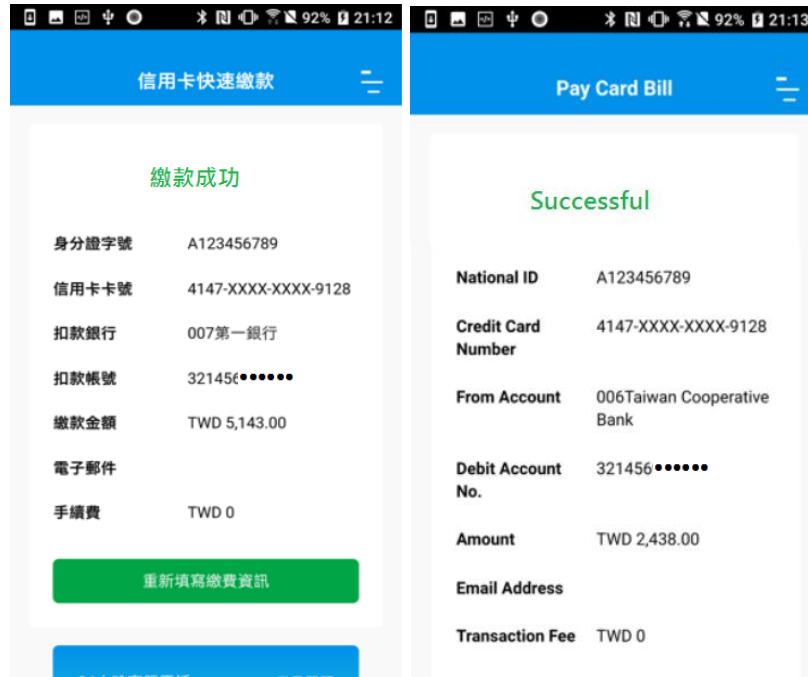 92% 21:12
信用卡快速繳款
繳款成功
身分證字號 A123456789
信用卡卡號 4147-XXXX-XXXX-9128
扣款銀行 007第一銀行
扣款帳號 321456••••••
繳款金額 TWD 5,143.00
電子郵件
手續費 TWD 0
重新填寫繳費資訊
92% 21:13
Pay Card Bill
Successful
National ID A123456789
Credit Card 4147-XXXX-XXXX-9128
Number
From Account 006Taiwan Cooperative
Bank
Debit Account 321456••••••
No.
Amount TWD 2,438.00
Email Address
Transaction Fee TWD 0